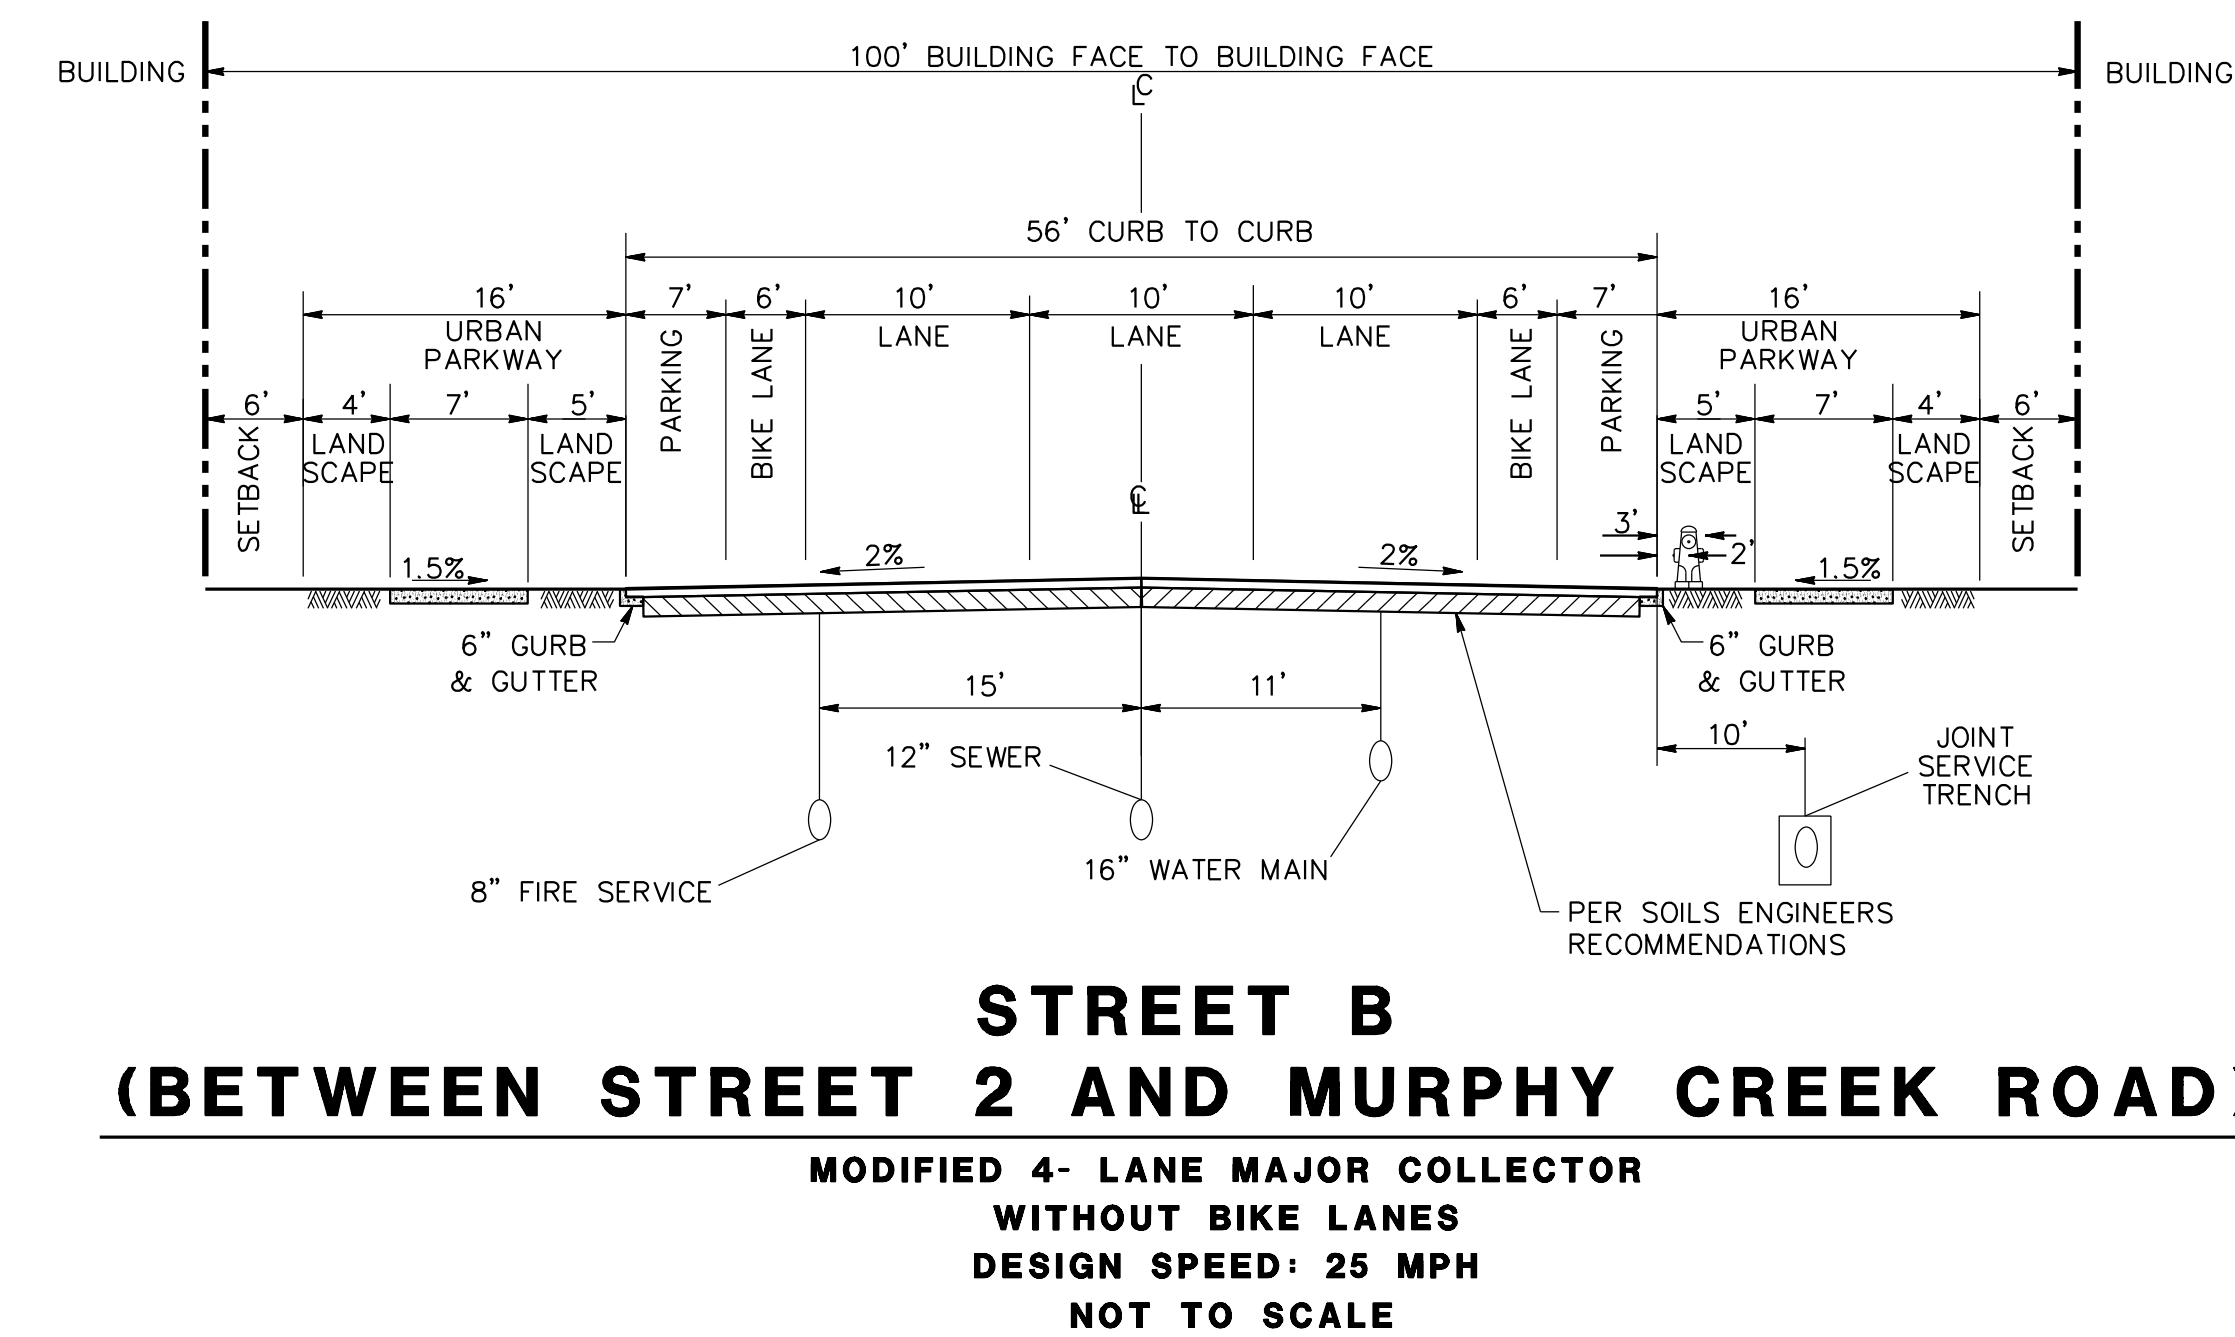 100' BUILDING FACE TO BUILDING FACE
BUILDING
BUILDING
CL
56' CURB TO CURB
16'
7'
6'
10'
10'
10'
6'
7'
16'
URBAN
PARKWAY
PARKING
BIKE LANE
LANE
LANE
LANE
BIKE LANE
PARKING
URBAN
PARKWAY
6'
4'
7'
5'
5'
7'
4'
6'
SETBACK
LAND
SCAPE
LAND
SCAPE
LAND
SCAPE
LAND
SCAPE
SETBACK
CL
3'
2'
1.5%
2%
2%
1.5%
6” GURB
& GUTTER
6” GURB
& GUTTER
15'
11'
10'
12” SEWER
JOINT
SERVICE
TRENCH
16” WATER MAIN
8” FIRE SERVICE
PER SOILS ENGINEERS
RECOMMENDATIONS
STREET B
(BETWEEN STREET 2 AND MURPHY CREEK ROAD)
MODIFIED 4- LANE MAJOR COLLECTOR
WITHOUT BIKE LANES
DESIGN SPEED: 25 MPH
NOT TO SCALE